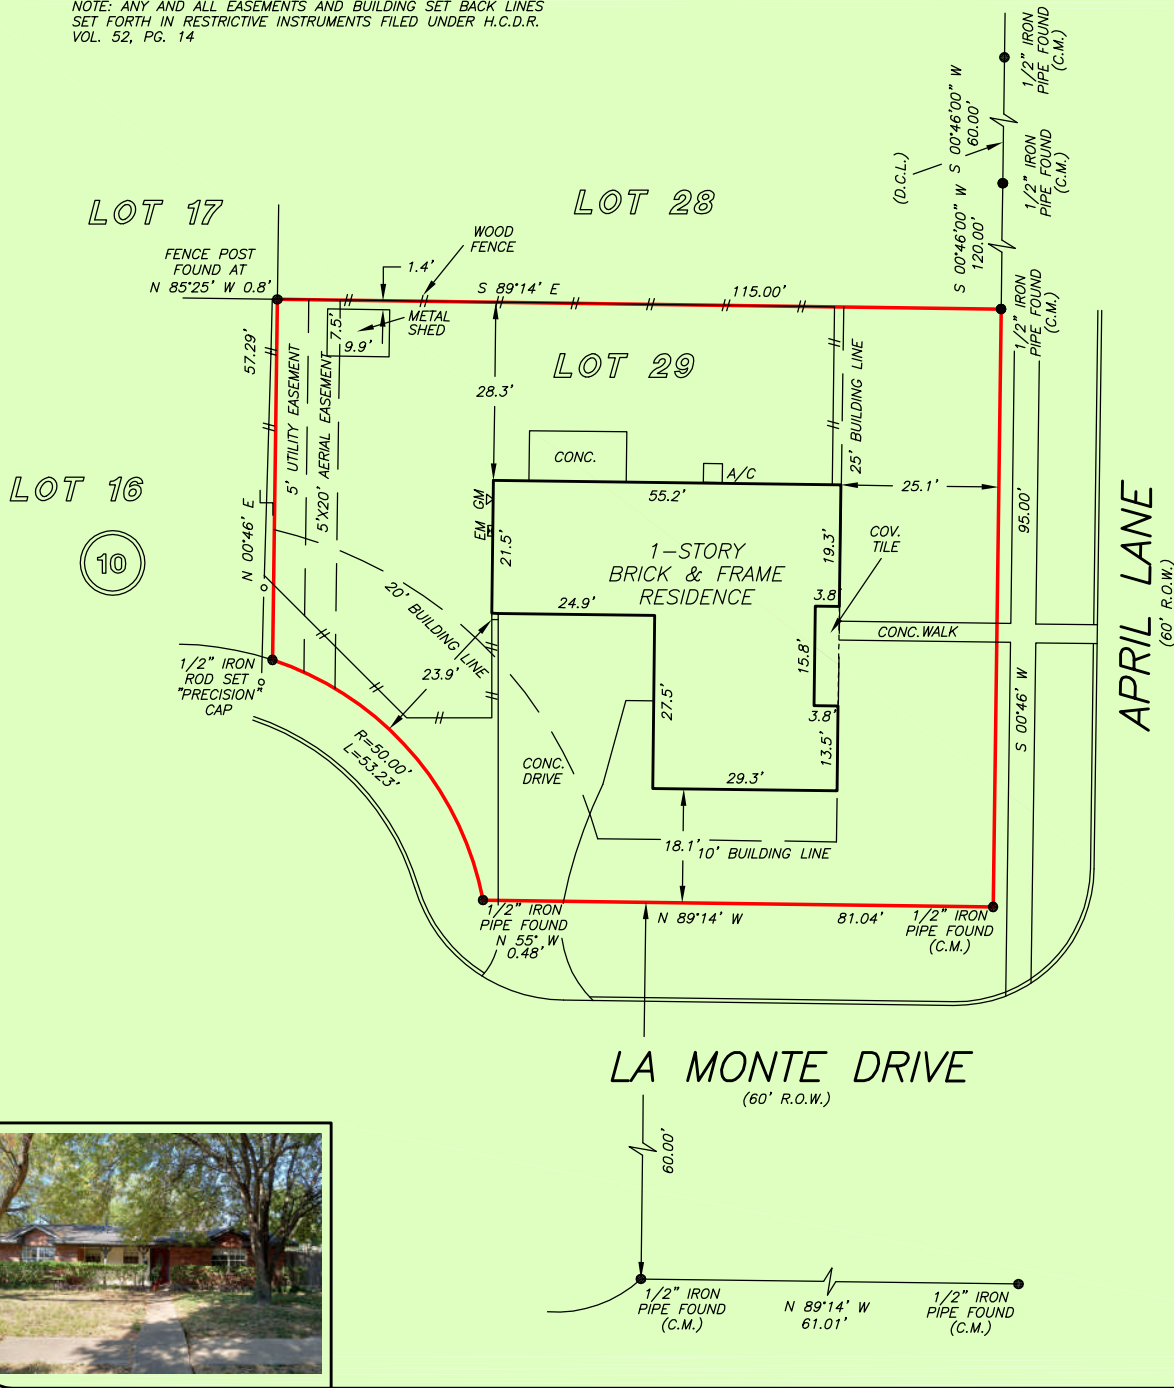 NOTE: ANY AND ALL EASEMENTS AND BUILDING SET BACK LINES
SET FORTH IN RESTRICTIVE INSTRUMENTS FILED UNDER H.C.D.R.
VOL. 52, PG. 14
1/2" IRON
PIPE FOUND
(C.M.)
S 00°46'00" W
60.00'
(D.C.L.)
1/2" IRON
PIPE FOUND
(C.M.)
S 00°46'00" W
120.00'
1/2" IRON
PIPE FOUND
(C.M.)
LOT 17
LOT 28
FENCE POST
FOUND AT
N 85°25' W 0.8'
WOOD
FENCE
1.4'
S 89°14' E
115.00'
METAL
SHED
7.5'
9.9'
57.29'
5' UTILITY EASEMENT
5'X20' AERIAL EASEMENT
28.3'
LOT 29
25' BUILDING LINE
CONC.
A/C
55.2'
25.1'
LOT 16
10
N 00°46' E
EM GM
21.5'
1-STORY
BRICK & FRAME
RESIDENCE
19.3'
COV.
TILE
95.00'
APRIL LANE
(60' R.O.W.)
20' BUILDING LINE
24.9'
3.8'
CONC.WALK
15.8'
23.9'
1/2" IRON
ROD SET
"PRECISION"
CAP
27.5'
3.8'
13.5'
S 00°46' W
R=50.00'
L=53.23'
CONC.
DRIVE
29.3'
18.1'
10' BUILDING LINE
1/2" IRON
PIPE FOUND
N 55° W
0.48'
N 89°14' W
81.04'
1/2" IRON
PIPE FOUND
(C.M.)
LA MONTE DRIVE
(60' R.O.W.)
60.00'
1/2" IRON
PIPE FOUND
(C.M.)
N 89°14' W
61.01'
1/2" IRON
PIPE FOUND
(C.M.)